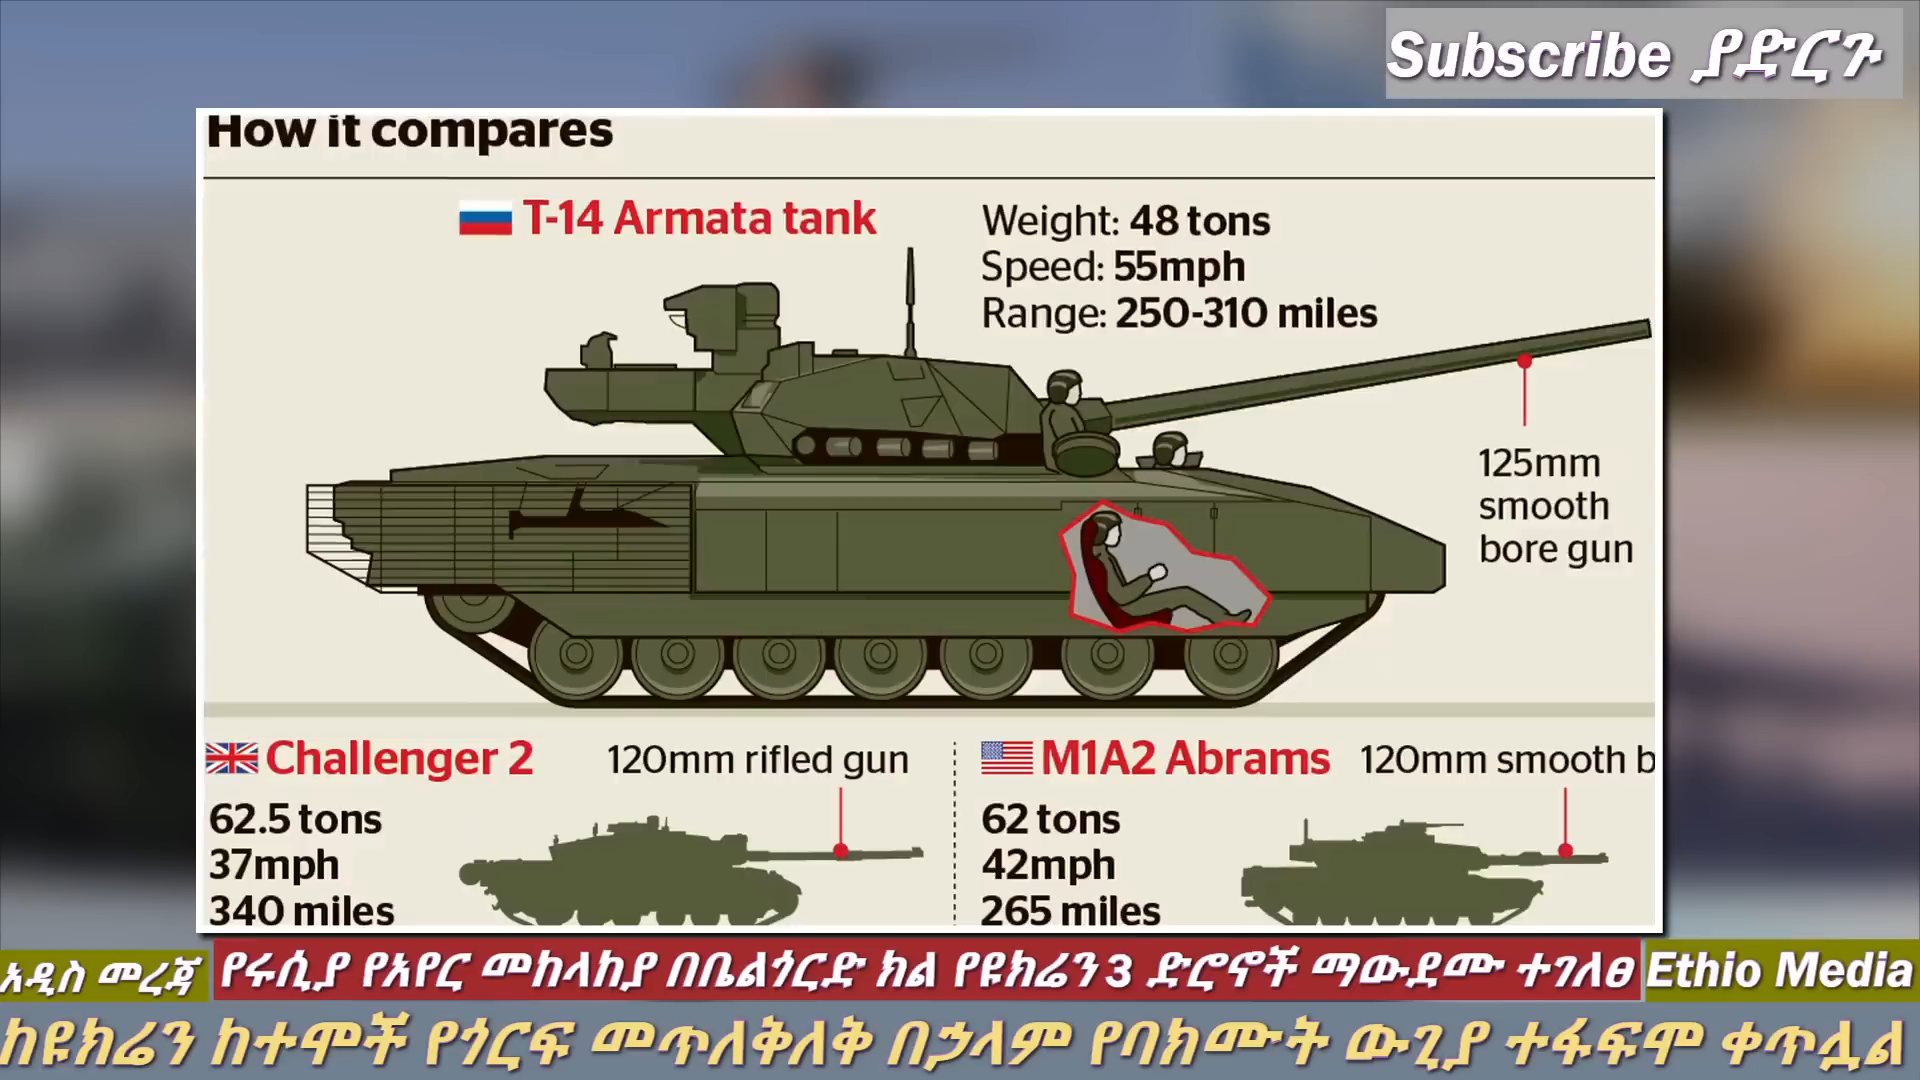 Subscribe ያድርጉ
How it compares
T-14 Armata tank
Weight: 48 tons
Speed: 55mph
Range: 250-310 miles
125mm
smooth
bore gun
Challenger 2
120mm rifled gun
62.5 tons
37mph
340 miles
M1A2 Abrams
120mm smooth b
62 tons
42mph
265 miles
አዲስ መረጃ
የሩሲያ የአየር መከላከያ በቤልጎርድ ክል የዩክሬን 3 ድሮኖች ማውደሙ ተገለፀ
Ethio Media
ከዩክሬን ከተሞች የጎርፍ መጥለቅለቅ በኃላም የባክሙት ውጊያ ተፋፍሞ ቀጥሏል